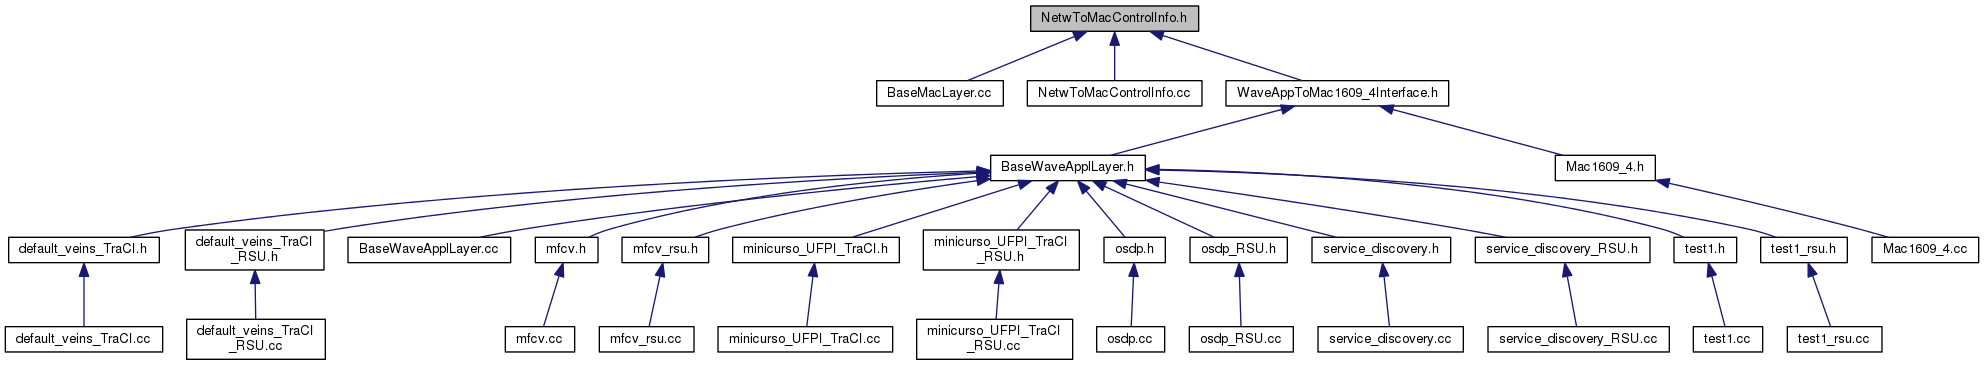 NetwToMacControlInfo.h
BaseMacLayer.cc
NetwToMacControlInfo.cc
WaveAppToMac1609_4Interface.h
BaseWaveApplLayer.h
Mac1609_4.h
default_veins_TraCI.h
default_veins_TraCI
_RSU.h
BaseWaveApplLayer.cc
mfcv.h
mfcv_rsu.h
minicurso_UFPI_TraCI.h
minicurso_UFPI_TraCI
_RSU.h
osdp.h
osdp_RSU.h
service_discovery.h
service_discovery_RSU.h
test1.h
test1_rsu.h
Mac1609_4.cc
default_veins_TraCI.cc
default_veins_TraCI
_RSU.cc
mfcv.cc
mfcv_rsu.cc
minicurso_UFPI_TraCI.cc
minicurso_UFPI_TraCI
_RSU.cc
osdp.cc
osdp_RSU.cc
service_discovery.cc
service_discovery_RSU.cc
test1.cc
test1_rsu.cc